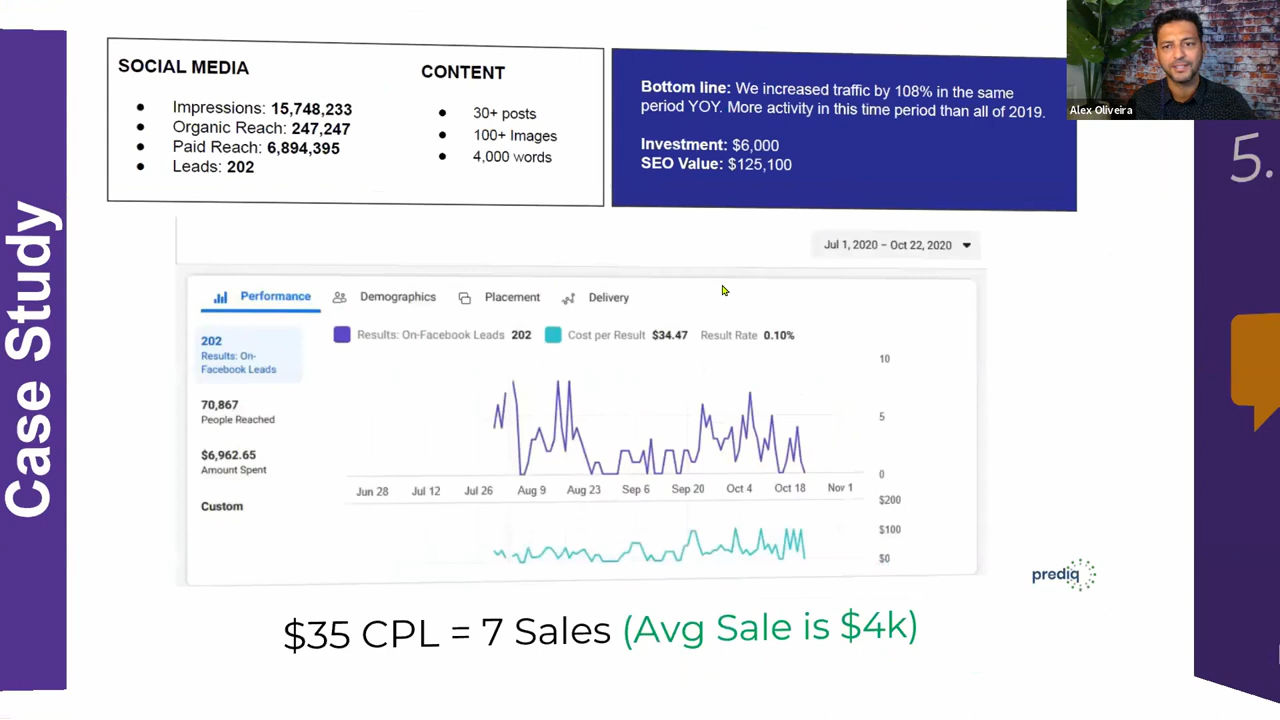 Case Study
SOCIAL MEDIA
Impressions: 15,748,233
Organic Reach: 247,247
Paid Reach: 6,894,395
Leads: 202
CONTENT
30+ posts
100+ Images
4,000 words
Bottom line: We increased traffic by 108% in the same
period YOY. More activity in this time period than all of 2019.
Investment: $6,000
SEO Value: $125,100
Alex Oliveira
5.
Jul 1, 2020 – Oct 22, 2020
Performance Demographics Placement Delivery
202
Results: On-
Facebook Leads
70,867
People Reached
$6,962.65
Amount Spent
Custom
Results: On-Facebook Leads 202 Cost per Result $34.47 Result Rate 0.10%
10
5
0
Jun 28 Jul 12 Jul 26 Aug 9 Aug 23 Sep 6 Sep 20 Oct 4 Oct 18 Nov 1
$200
$100
$0
prediq
$35 CPL = 7 Sales (Avg Sale is $4k)